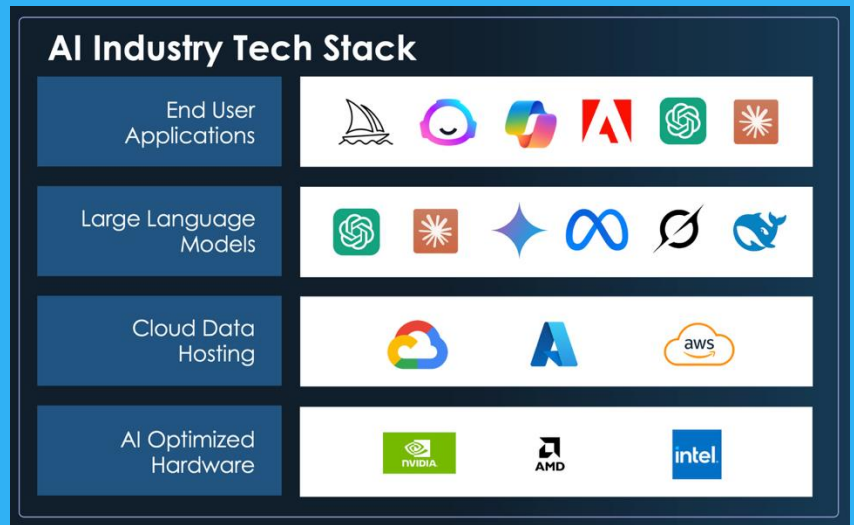 AI Industry Tech Stack
End User
Applications
Large Language
Models
Cloud Data
Hosting
aws
AI Optimized
Hardware
NVIDIA
AMD
intel